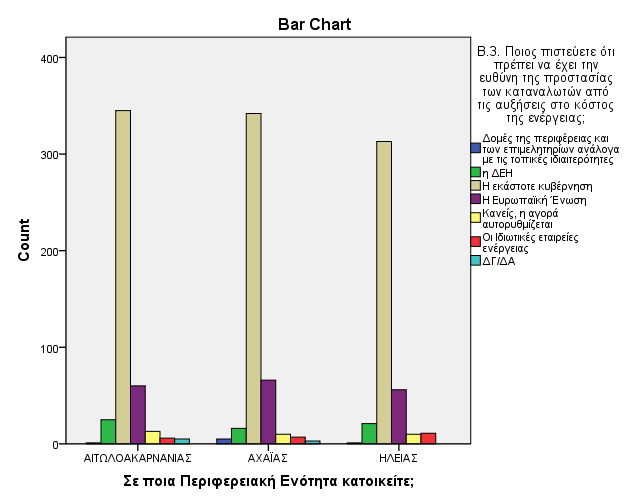 Bar Chart
Β.3. Ποιος πιστεύετε ότι
πρέπει να έχει την
ευθύνη της προστασίας
των καταναλωτών από
τις αυξήσεις στο κόστος
της ενέργειας;
Δομές της περιφέρειας και
των επιμελητηρίων ανάλογα
με τις τοπικές ιδιαιτερότητες
η ΔΕΗ
Η εκάστοτε κυβέρνηση
Η Ευρωπαϊκή Ένωση
Κανείς, η αγορά
αυτορυθμίζεται
Οι Ιδιωτικές εταιρείες
ενέργειας
ΔΓ/ΔΑ
Count
400
300
200
100
0
ΑΙΤΩΛΟΑΚΑΡΝΑΝΙΑΣ
ΑΧΑΪΑΣ
ΗΛΕΙΑΣ
Σε ποια Περιφερειακή Ενότητα κατοικείτε;